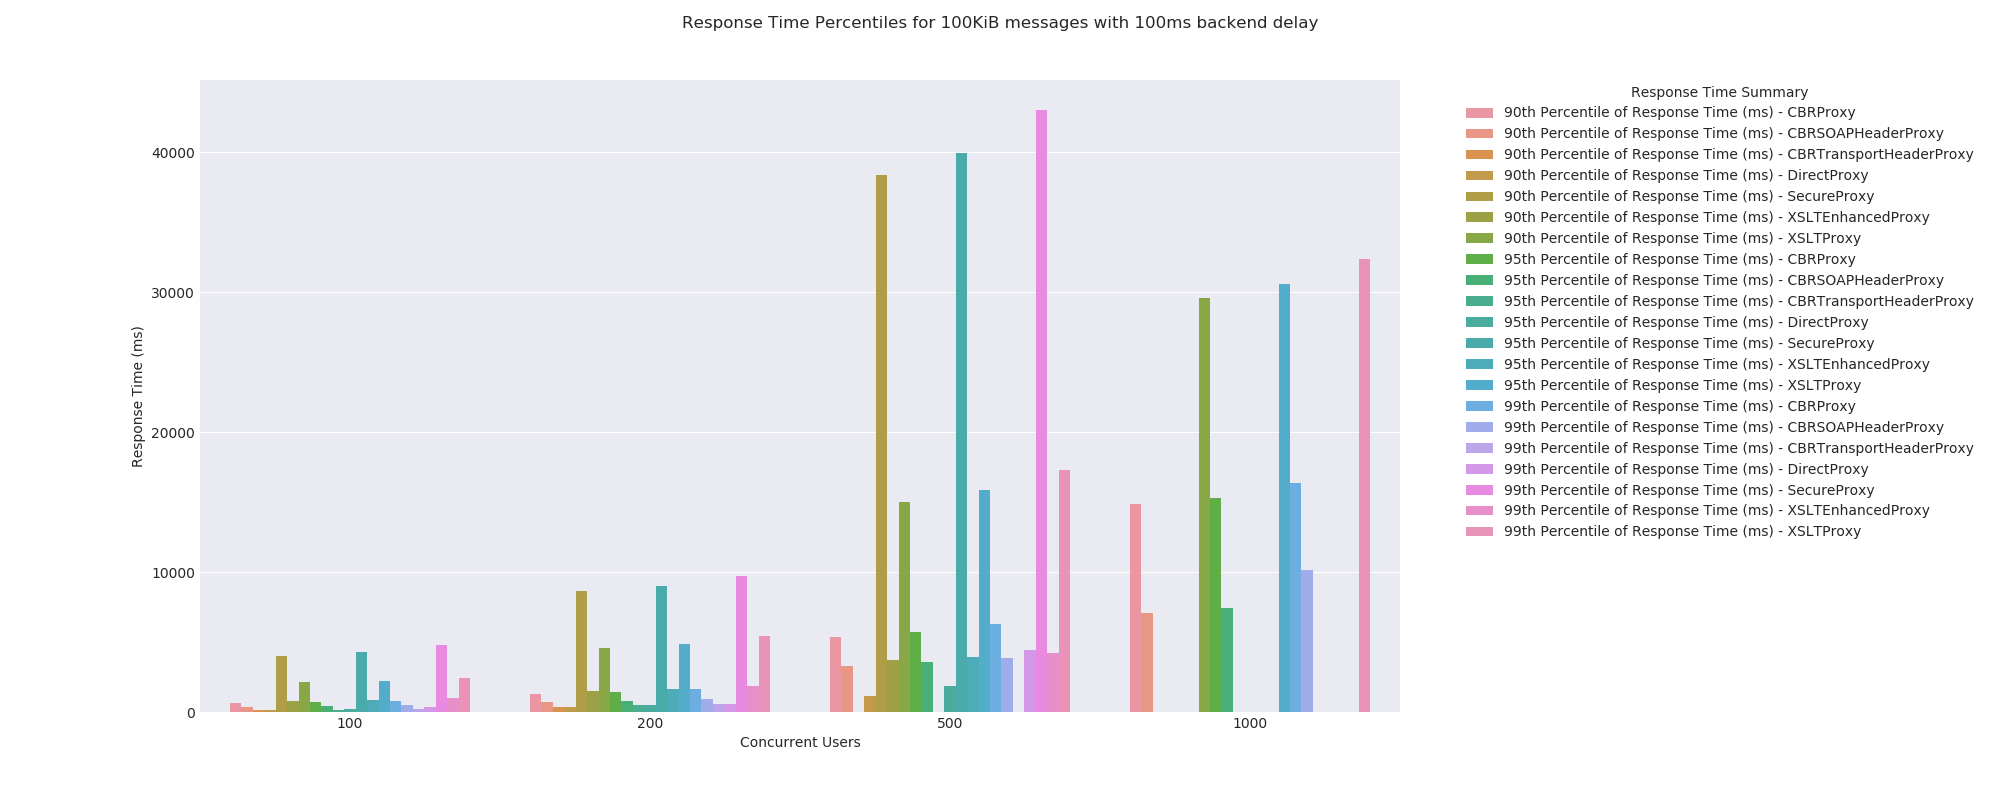 Response Time Percentiles for 100KiB messages with 100ms backend delay
Response Time (ms)
40000
30000
20000
10000
0
100
200
500
1000
Concurrent Users
Response Time Summary
90th Percentile of Response Time (ms) - CBRProxy
90th Percentile of Response Time (ms) - CBRSOAPHeaderProxy
90th Percentile of Response Time (ms) - CBRTransportHeaderProxy
90th Percentile of Response Time (ms) - DirectProxy
90th Percentile of Response Time (ms) - SecureProxy
90th Percentile of Response Time (ms) - XSLTEnhancedProxy
90th Percentile of Response Time (ms) - XSLTProxy
95th Percentile of Response Time (ms) - CBRProxy
95th Percentile of Response Time (ms) - CBRSOAPHeaderProxy
95th Percentile of Response Time (ms) - CBRTransportHeaderProxy
95th Percentile of Response Time (ms) - DirectProxy
95th Percentile of Response Time (ms) - SecureProxy
95th Percentile of Response Time (ms) - XSLTEnhancedProxy
95th Percentile of Response Time (ms) - XSLTProxy
99th Percentile of Response Time (ms) - CBRProxy
99th Percentile of Response Time (ms) - CBRSOAPHeaderProxy
99th Percentile of Response Time (ms) - CBRTransportHeaderProxy
99th Percentile of Response Time (ms) - DirectProxy
99th Percentile of Response Time (ms) - SecureProxy
99th Percentile of Response Time (ms) - XSLTEnhancedProxy
99th Percentile of Response Time (ms) - XSLTProxy